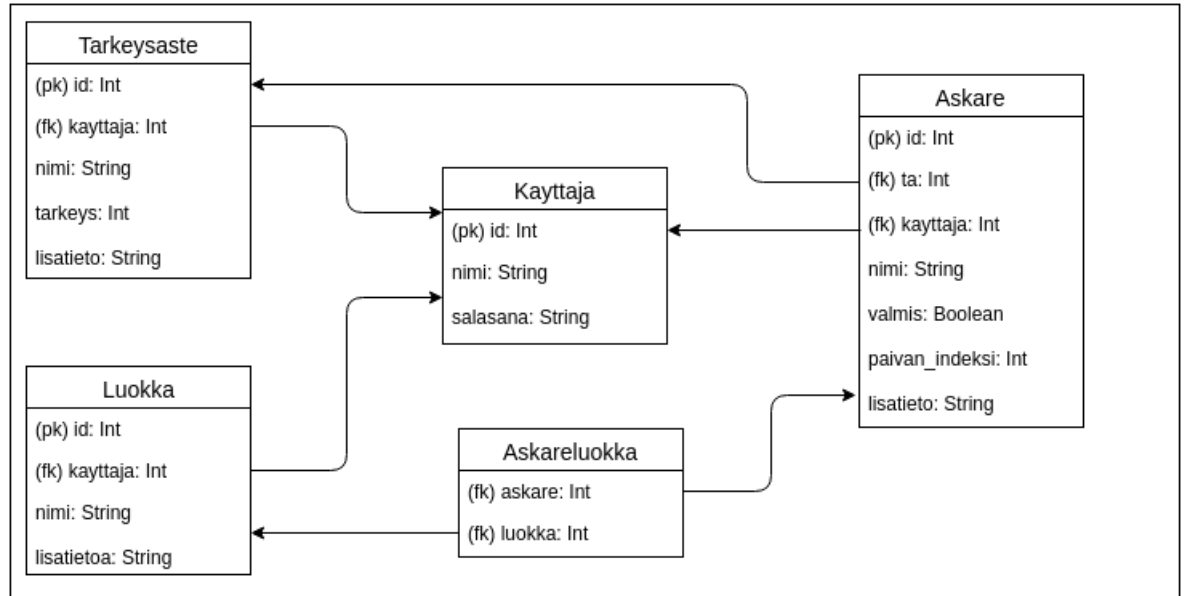 Tarkeysaste
(pk) id: Int
(fk) kayttaja: Int
nimi: String
tarkeys: Int
lisatieto: String
Kayttaja
(pk) id: Int
nimi: String
salasana: String
Askare
(pk) id: Int
(fk) ta: Int
(fk) kayttaja: Int
nimi: String
valmis: Boolean
paivan_indeksi: Int
lisatieto: String
Luokka
(pk) id: Int
(fk) kayttaja: Int
nimi: String
lisatietoa: String
Askareluokka
(fk) askare: Int
(fk) luokka: Int